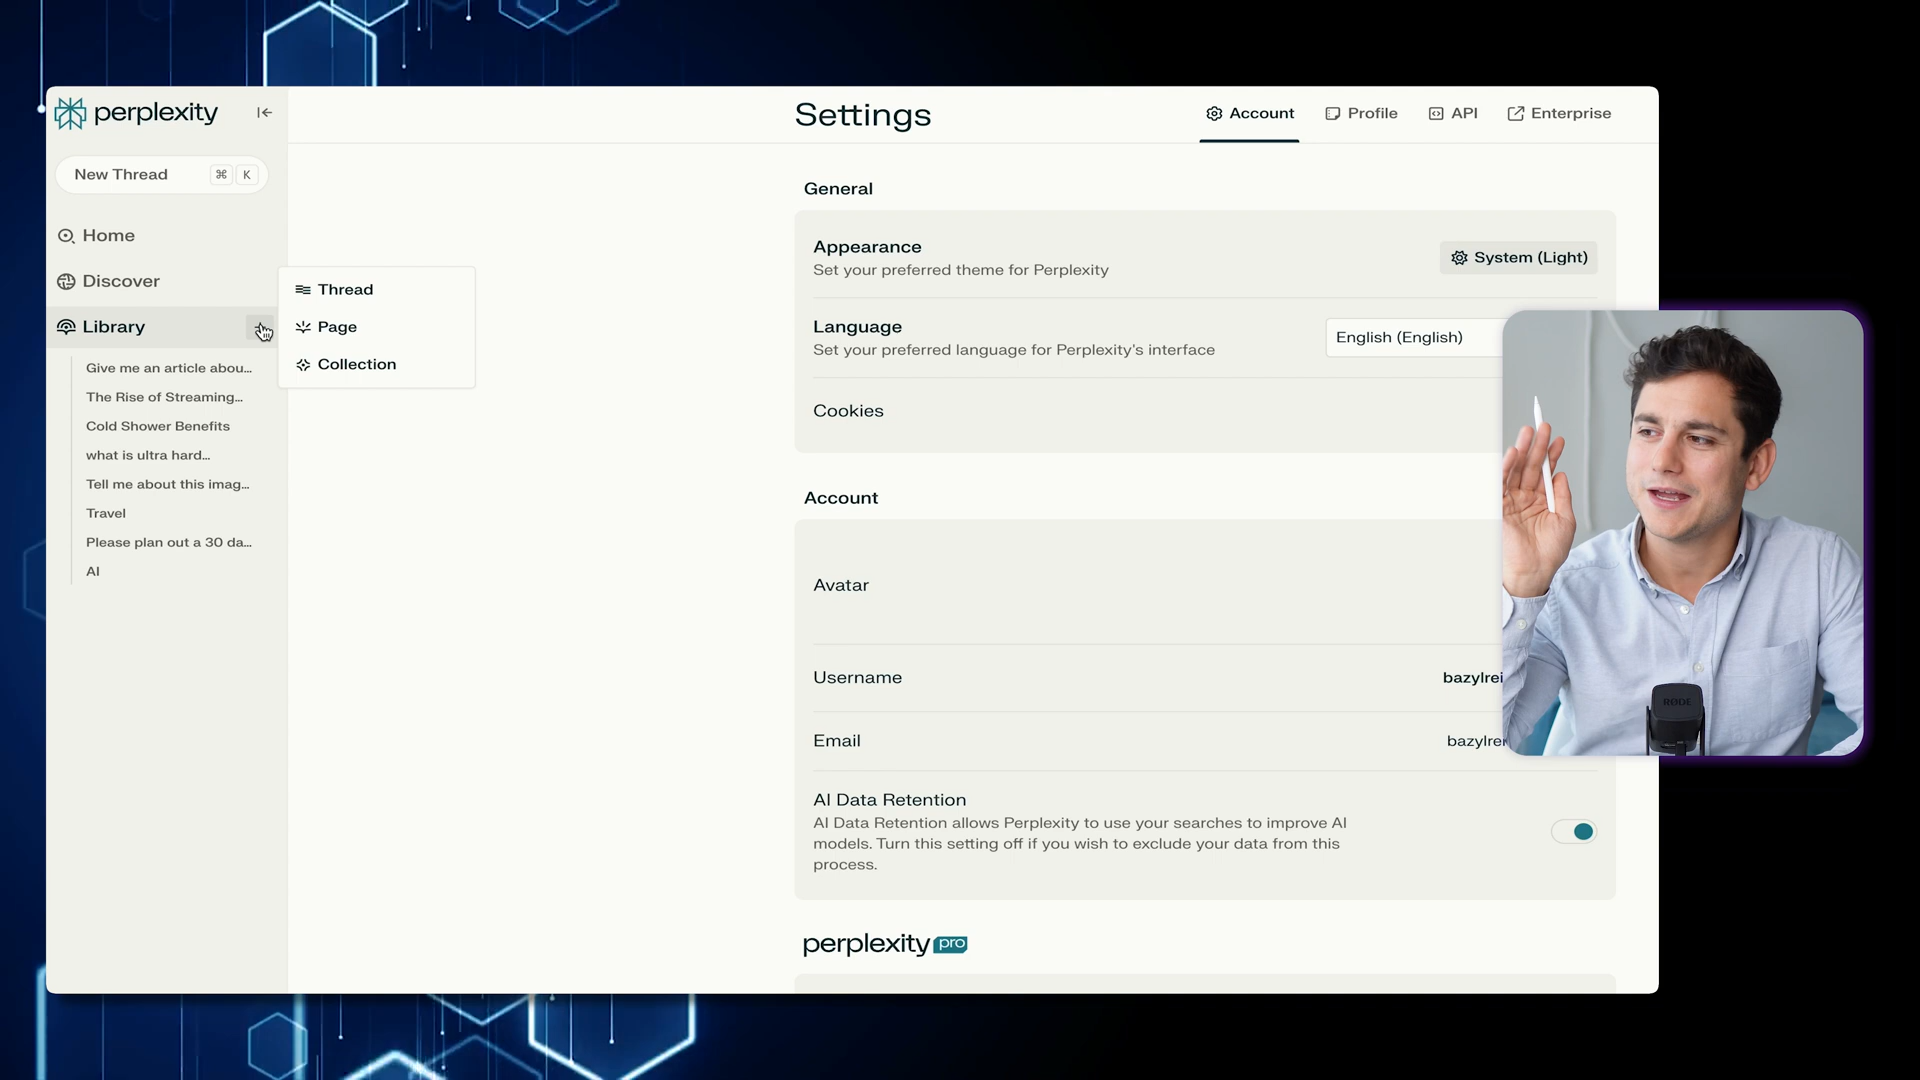 perplexity
New Thread ⌘ K
Home
Discover
Library
Give me an article abou...
The Rise of Streaming...
Cold Shower Benefits
what is ultra hard...
Tell me about this imag...
Travel
Please plan out a 30 da...
AI
Thread
Page
Collection
Settings
Account
Profile
API
Enterprise
General
Appearance
Set your preferred theme for Perplexity
System (Light)
Language
Set your preferred language for Perplexity's interface
English (English)
Cookies
Account
Avatar
Username
bazylrei
Email
bazylrei
AI Data Retention
AI Data Retention allows Perplexity to use your searches to improve AI
models. Turn this setting off if you wish to exclude your data from this
process.
perplexity pro
RØDE